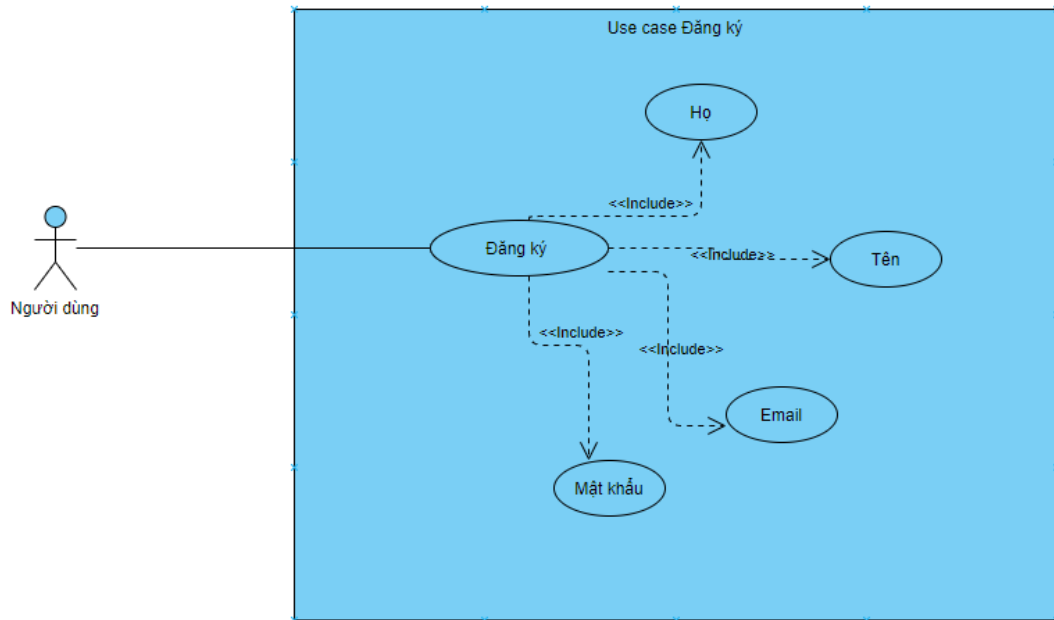 Use case Đăng ký
Họ
<<Include>>
Đăng ký
<<Include>>
Tên
Người dùng
<<Include>>
<<Include>>
Email
Mật khẩu